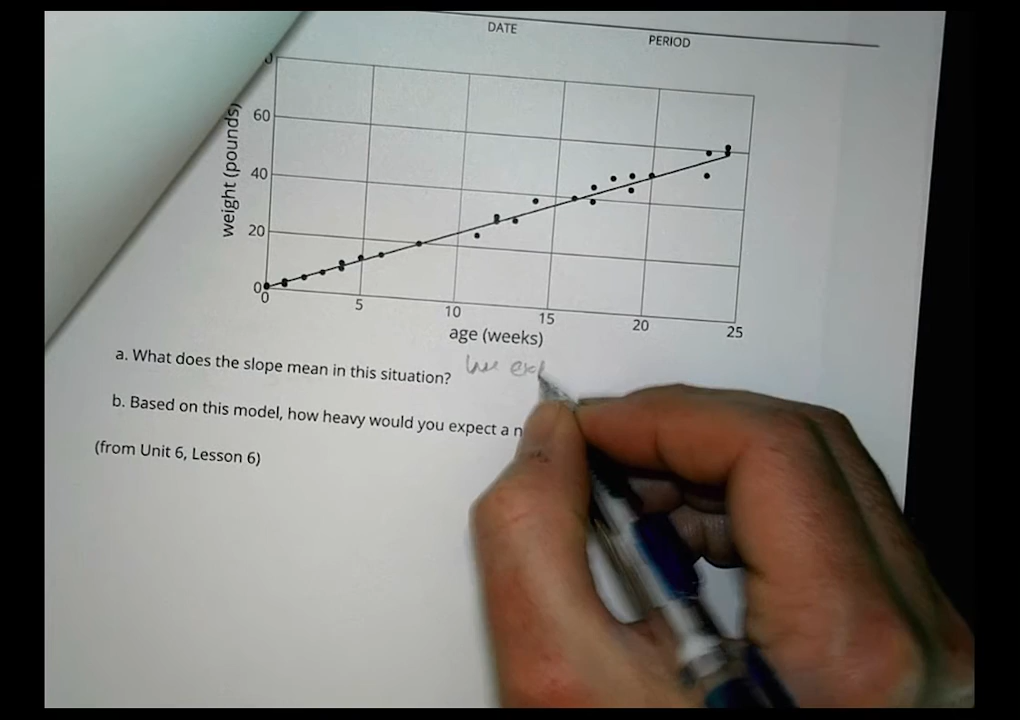 DATE
PERIOD
weight (pounds)
60
40
20
0
0
5
10
15
20
25
age (weeks)
a. What does the slope mean in this situation? we exp
b. Based on this model, how heavy would you expect a n
(from Unit 6, Lesson 6)